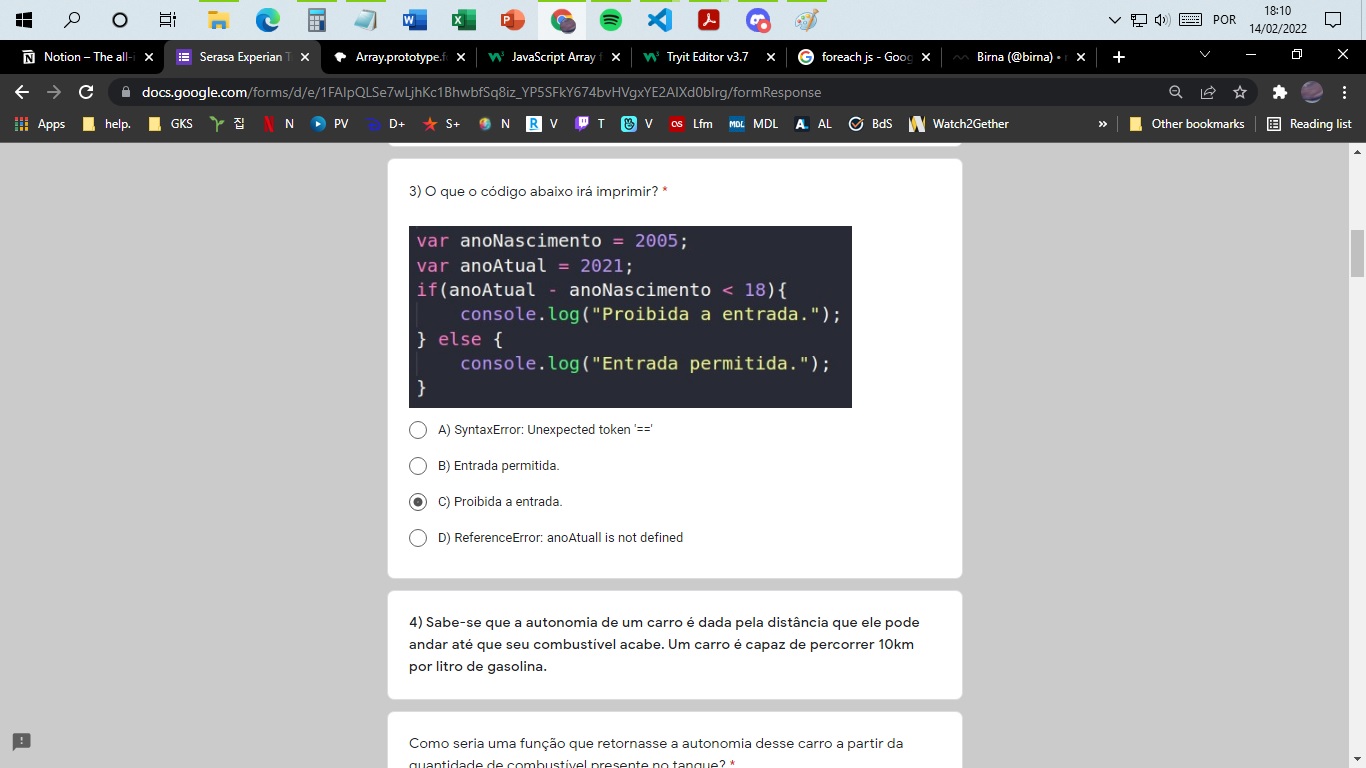 POR
18:10
14/02/2022
Notion – The all-
Serasa Experian T
Array.prototype.f
JavaScript Array f
Tryit Editor v3.7
foreach js - Goog
Birna (@birna) •
docs.google.com/forms/d/e/1FAIpQLSe7wLjhKc1BhwbfSq8iz_YP5SFkY674bvHVgxYE2AIXd0bIrg/formResponse
Apps help. GKS 집 N PV D+ S+ N V T V Lfm MDL AL BdS Watch2Gether » Other bookmarks Reading list
3) O que o código abaixo irá imprimir? *
var anoNascimento = 2005;
var anoAtual = 2021;
if(anoAtual - anoNascimento < 18){
console.log("Proibida a entrada.");
} else {
console.log("Entrada permitida.");
}
A) SyntaxError: Unexpected token '=='
B) Entrada permitida.
C) Proibida a entrada.
D) ReferenceError: anoAtuall is not defined
4) Sabe-se que a autonomia de um carro é dada pela distância que ele pode
andar até que seu combustível acabe. Um carro é capaz de percorrer 10km
por litro de gasolina.
Como seria uma função que retornasse a autonomia desse carro a partir da
quantidade de combustível presente no tanque? *